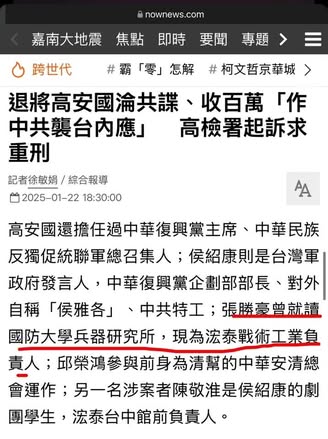 nownews.com
嘉南大地震 焦點 即時 要聞 專題
跨世代 # 霸「零」怎解 # 柯文哲京華城
退將高安國淪共諜、收百萬「作
中共襲台內應」 高檢署起訴求
重刑
記者徐敏娟 / 綜合報導
2025-01-22 18:30:00
AA
高安國還擔任過中華復興黨主席、中華民族
反獨促統聯軍總召集人；侯紹康則是台灣軍
政府發言人，中華復興黨企劃部部長、對外
自稱「侯雅各」、中共特工；張勝豪曾就讀
國防大學兵器研究所，現為浤泰戰術工業負
責人；邱榮鴻參與前身為清幫的中華安清總
會運作；另一名涉案者陳敬淮是侯紹康的劇
團學生，浤泰台中館前負責人。